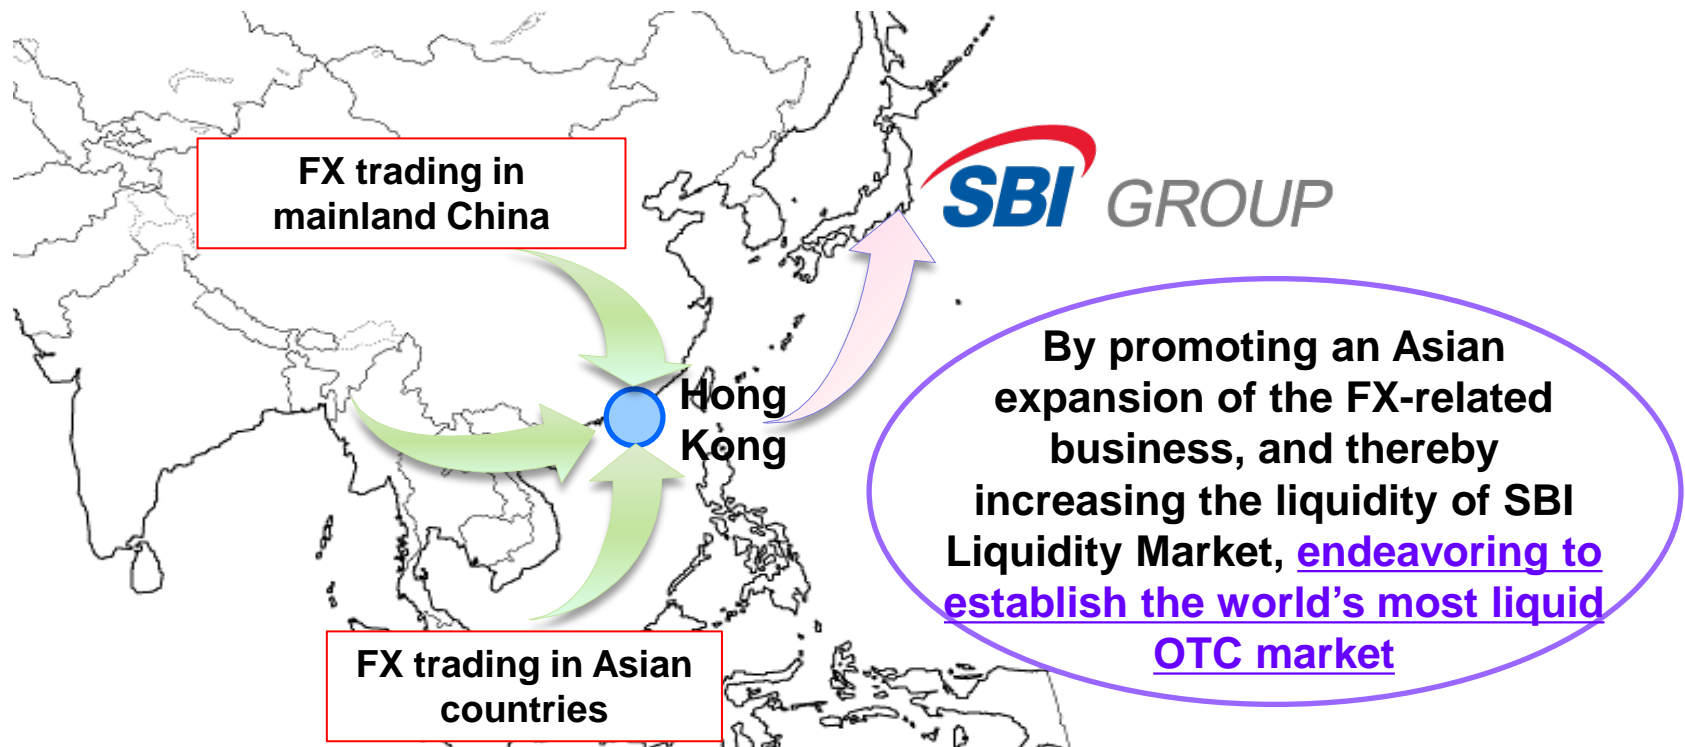 FX trading in
mainland China
SBI GROUP
Hong
Kong
By promoting an Asian
expansion of the FX-related
business, and thereby
increasing the liquidity of SBI
Liquidity Market, endeavoring to
establish the world’s most liquid
OTC market
FX trading in Asian
countries